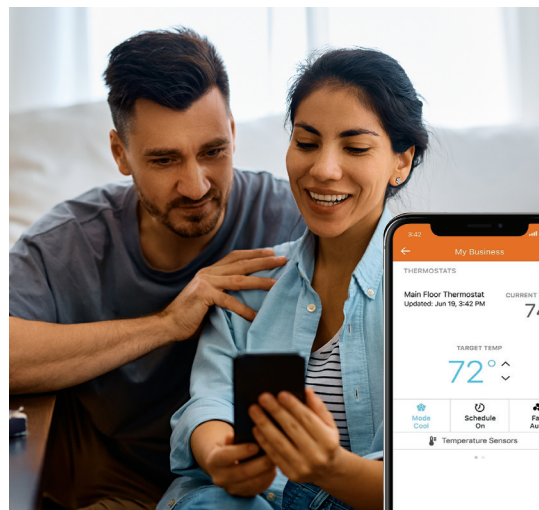 3:42
My Business
THERMOSTATS
Main Floor Thermostat
Updated: Jun 19, 3:42 PM
CURRENT
TARGET TEMP
72°
Mode
Cool
Schedule
On
Temperature Sensors